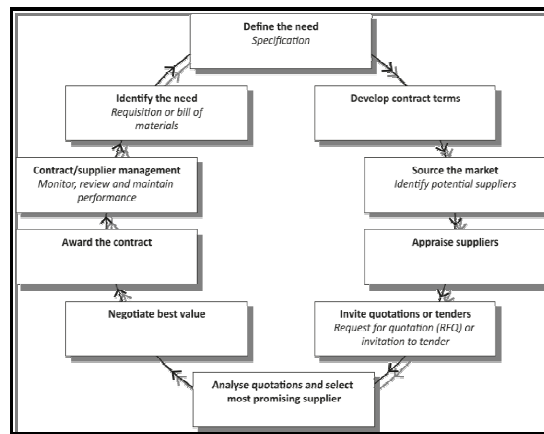 Define the need
Specification
Identify the need
Requisition or bill of
materials
Develop contract terms
Contract/supplier management
Monitor, review and maintain
performance
Source the market
Identify potential suppliers
Award the contract
Appraise suppliers
Negotiate best value
Invite quotations or tenders
Request for quotation (RFQ) or
invitation to tender
Analyse quotations and select
most promising supplier